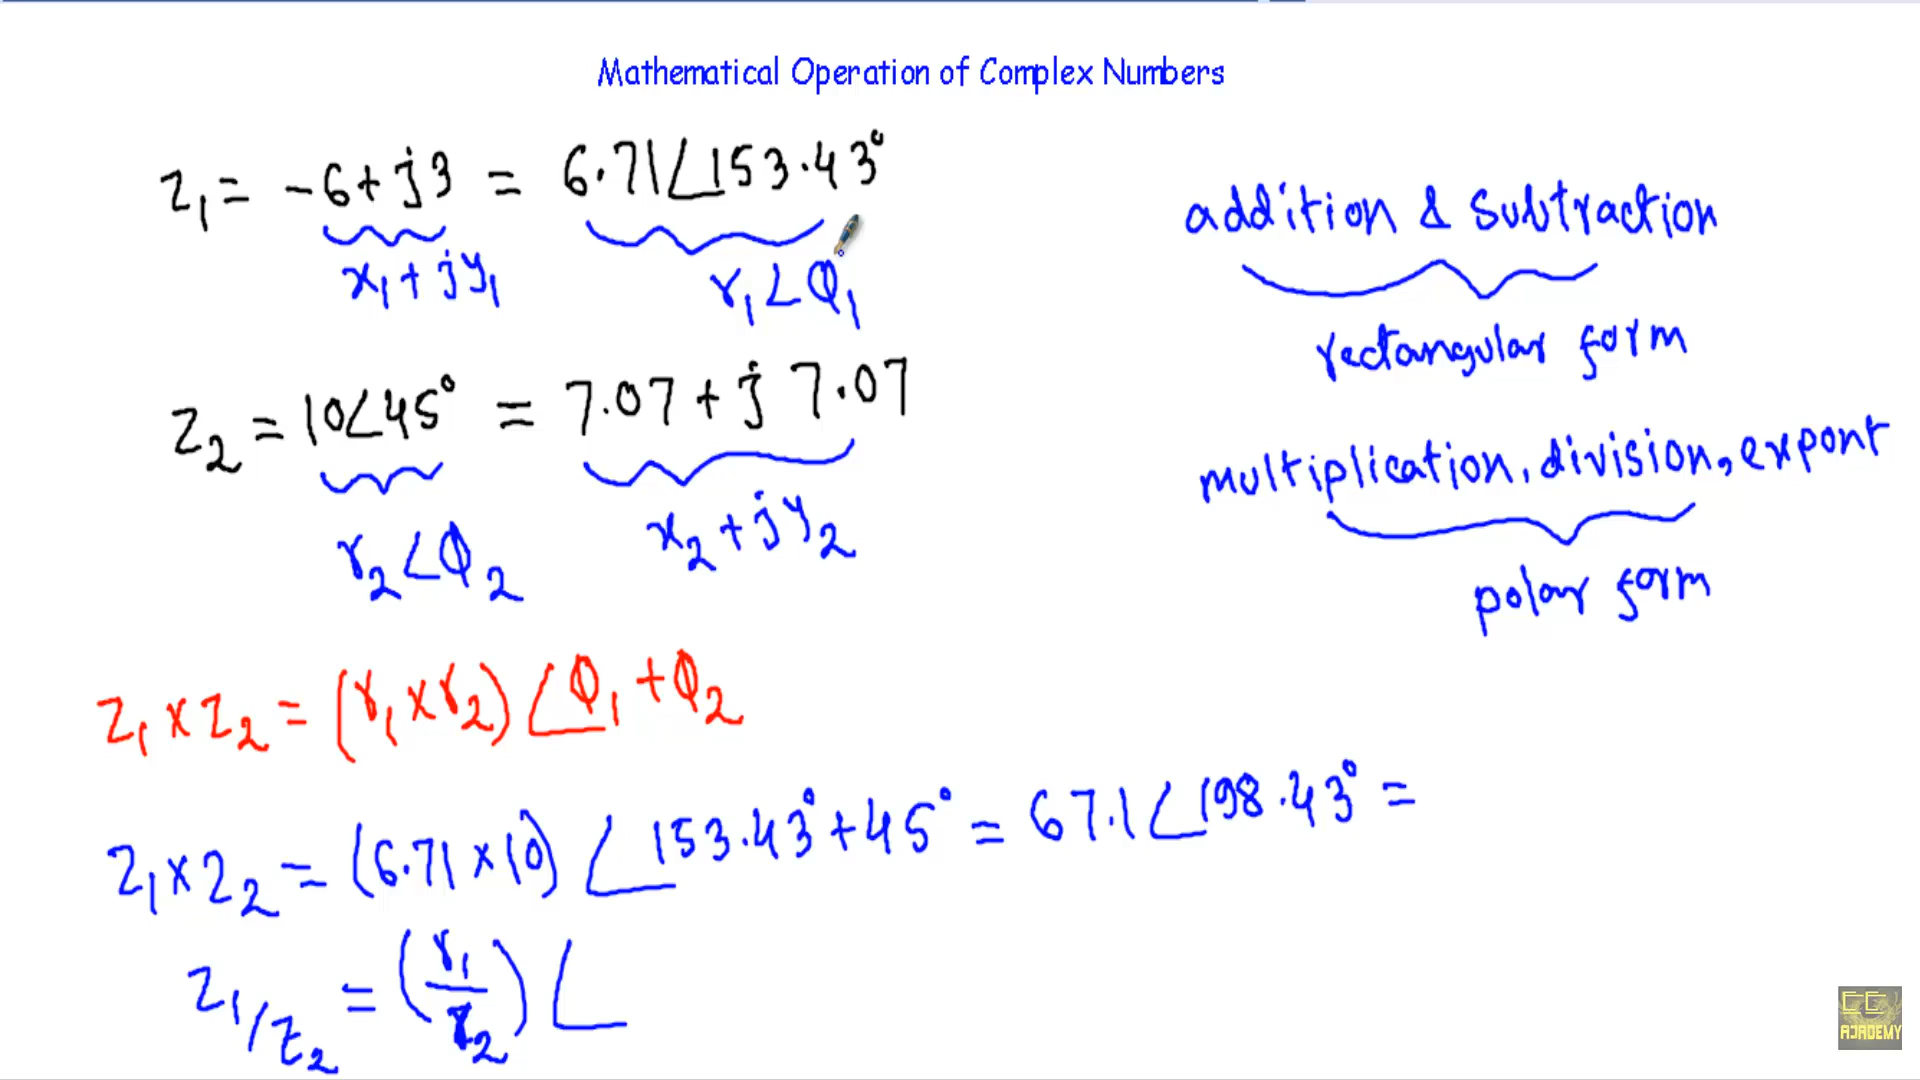 Mathematical Operation of Complex Numbers
Z1 = -6+j3 = 6.71∠153.43°
x1+jy1
r1∠Φ1
Z2 = 10∠45° = 7.07+j 7.07
r2∠Φ2
x2+jy2
addition & subtraction
rectangular form
multiplication, division, expont
polar form
Z1 × Z2 = (r1×r2) ∠Φ1+Φ2
Z1×Z2 = (6.71×10) ∠153.43°+45° = 67.1∠198.43° =
Z1/Z2 = (r1/r2) ∠
EE
AJADEMY